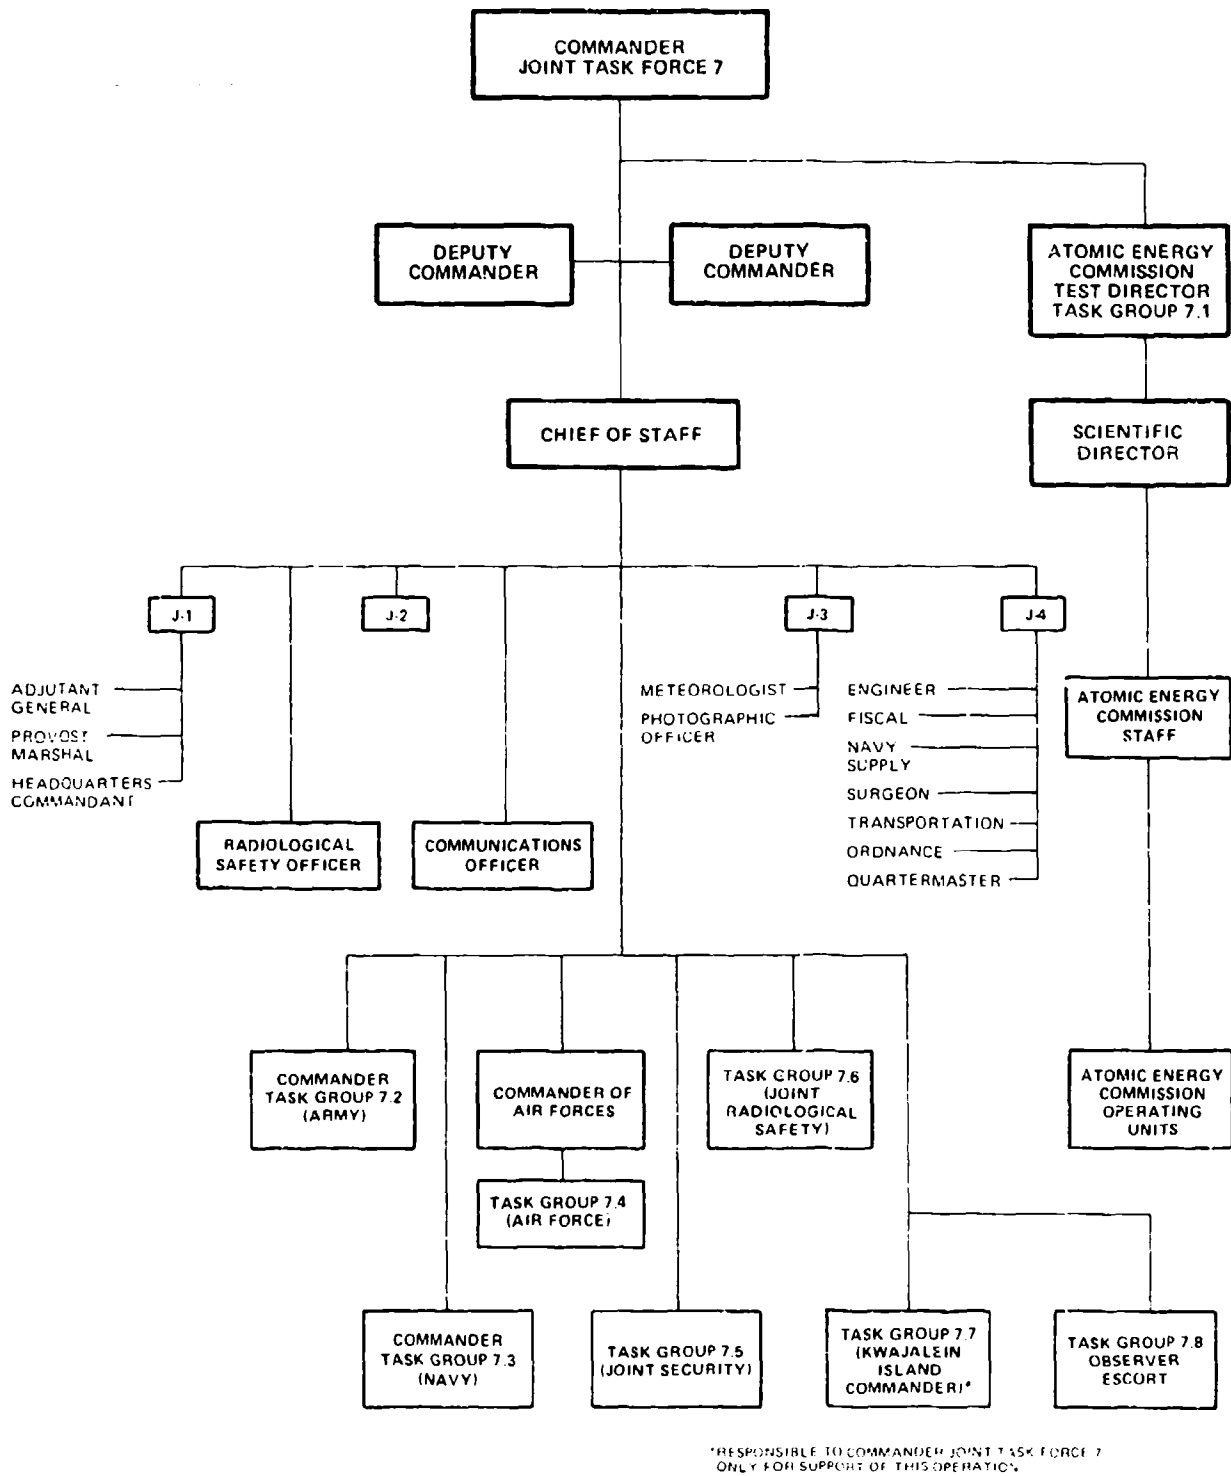 COMMANDER
JOINT TASK FORCE 7
DEPUTY
COMMANDER
DEPUTY
COMMANDER
ATOMIC ENERGY
COMMISSION
TEST DIRECTOR
TASK GROUP 7.1
CHIEF OF STAFF
SCIENTIFIC
DIRECTOR
J-1
J-2
J-3
J-4
ADJUTANT
GENERAL
PROVOST
MARSHAL
HEADQUARTERS
COMMANDANT
METEOROLOGIST
PHOTOGRAPHIC
OFFICER
ENGINEER
FISCAL
NAVY
SUPPLY
SURGEON
TRANSPORTATION
ORDNANCE
QUARTERMASTER
ATOMIC ENERGY
COMMISSION
STAFF
RADIOLOGICAL
SAFETY OFFICER
COMMUNICATIONS
OFFICER
COMMANDER
TASK GROUP 7.2
(ARMY)
COMMANDER OF
AIR FORCES
TASK GROUP 7.6
(JOINT
RADIOLOGICAL
SAFETY)
ATOMIC ENERGY
COMMISSION
OPERATING
UNITS
TASK GROUP 7.4
(AIR FORCE)
COMMANDER
TASK GROUP 7.3
(NAVY)
TASK GROUP 7.5
(JOINT SECURITY)
TASK GROUP 7.7
(KWAJALEIN
ISLAND
COMMANDER)*
TASK GROUP 7.8
OBSERVER
ESCORT
*RESPONSIBLE TO COMMANDER JOINT TASK FORCE 7
ONLY FOR SUPPORT OF THIS OPERATION